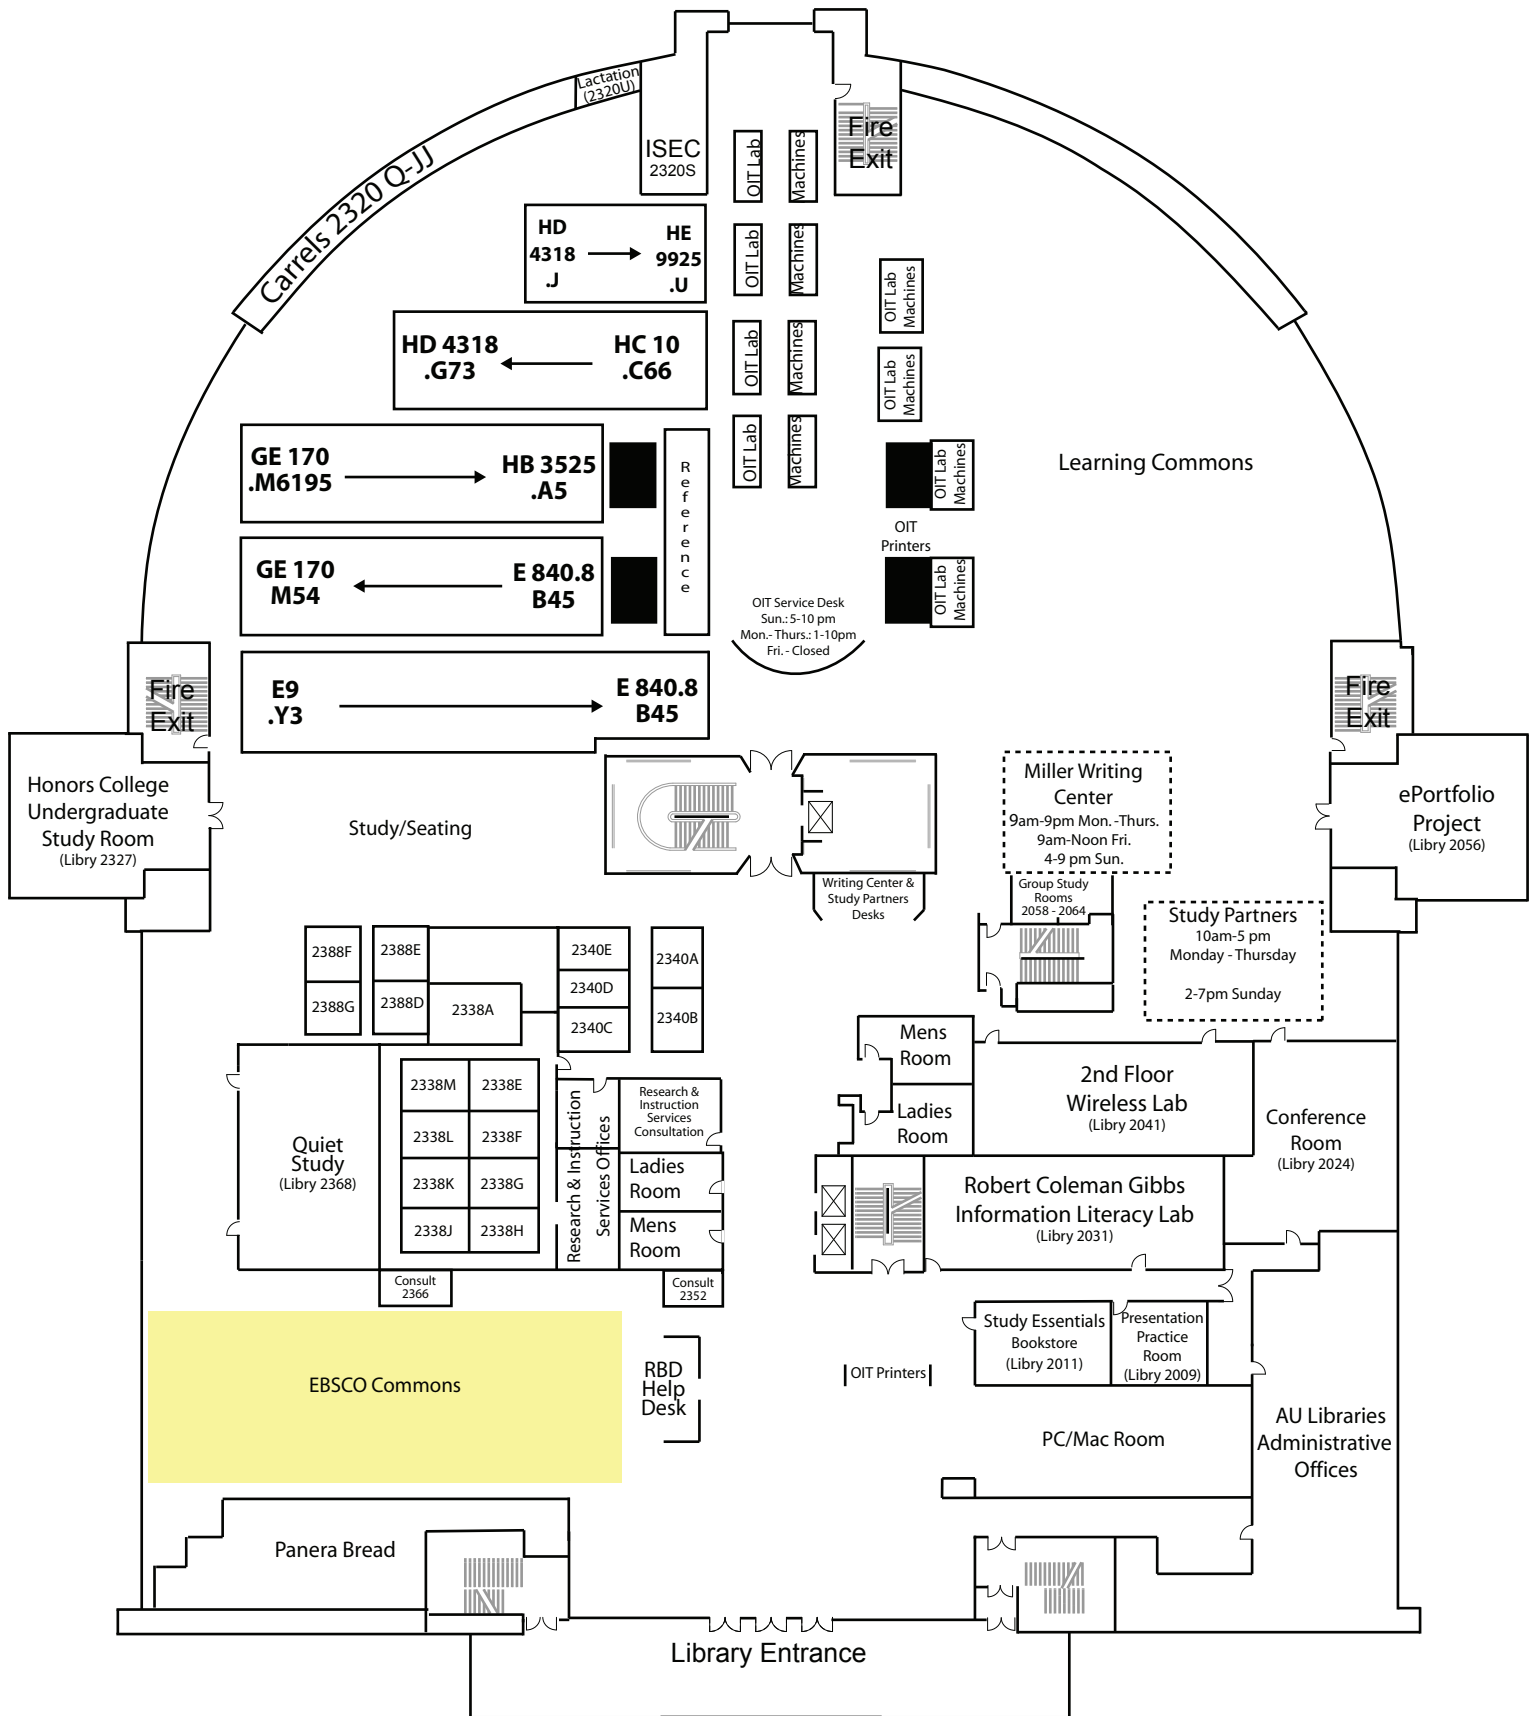 Lactation
(2320U)
Carrels 2320 Q-JJ
ISEC
2320S
Fire
Exit
OIT Lab
Machines
OIT Lab
Machines
OIT Lab
Machines
OIT Lab
Machines
OIT Lab
Machines
OIT Lab
Machines
HD
4318
.J
HE
9925
.U
HD 4318
.G73
HC 10
.C66
GE 170
.M6195
HB 3525
.A5
Reference
OIT Lab
Machines
Learning Commons
OIT
Printers
OIT Lab
Machines
GE 170
M54
E 840.8
B45
OIT Service Desk
Sun.: 5-10 pm
Mon.- Thurs.: 1-10pm
Fri. - Closed
E9
.Y3
E 840.8
B45
Fire
Exit
Fire
Exit
Honors College
Undergraduate
Study Room
(Libry 2327)
Study/Seating
Miller Writing
Center
9am-9pm Mon. -Thurs.
9am-Noon Fri.
4-9 pm Sun.
ePortfolio
Project
(Libry 2056)
Writing Center &
Study Partners
Desks
Group Study
Rooms
2058 - 2064
Study Partners
10am-5 pm
Monday - Thursday
2-7pm Sunday
2388F
2388E
2340E
2340A
2388G
2388D
2338A
2340D
2340C
2340B
Mens
Room
Ladies
Room
2nd Floor
Wireless Lab
(Libry 2041)
Conference
Room
(Libry 2024)
2338M
2338E
2338L
2338F
2338K
2338G
2338J
2338H
Quiet
Study
(Libry 2368)
Research & Instruction
Services Offices
Research &
Instruction
Services
Consultation
Ladies
Room
Mens
Room
Robert Coleman Gibbs
Information Literacy Lab
(Libry 2031)
Consult
2366
Consult
2352
Study Essentials
Bookstore
(Libry 2011)
Presentation
Practice
Room
(Libry 2009)
EBSCO Commons
RBD
Help
Desk
OIT Printers
PC/Mac Room
AU Libraries
Administrative
Offices
Panera Bread
Library Entrance